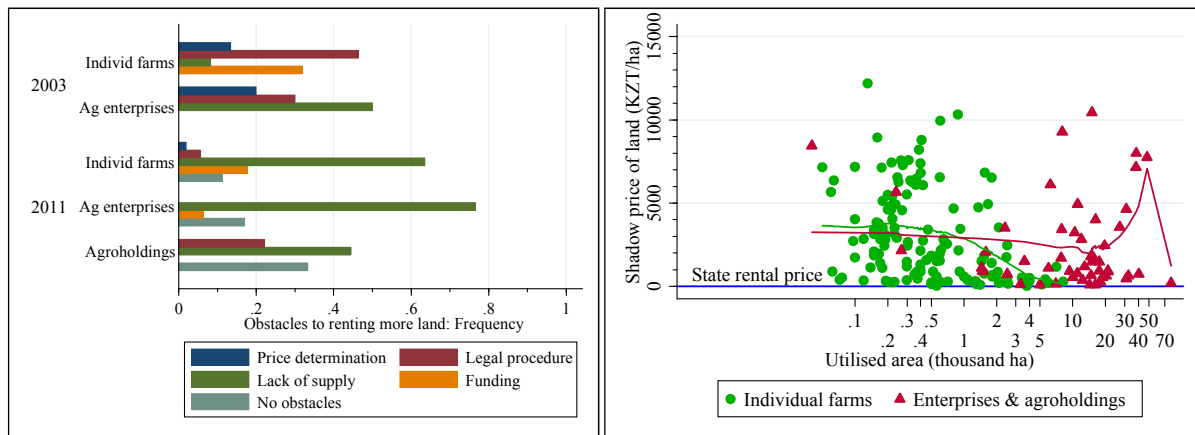 2003
Individ farms
Ag enterprises
2011
Individ farms
Ag enterprises
Agroholdings
0 .2 .4 .6 .8 1
Obstacles to renting more land: Frequency
Price determination Legal procedure
Lack of supply Funding
No obstacles
Shadow price of land (KZT/ha)
15000
10000
5000
0
State rental price
.1 .3 .5 1 2 4 10 30 50
.2 .4 3 5 20 40 70
Utilised area (thousand ha)
Individual farms Enterprises & agroholdings